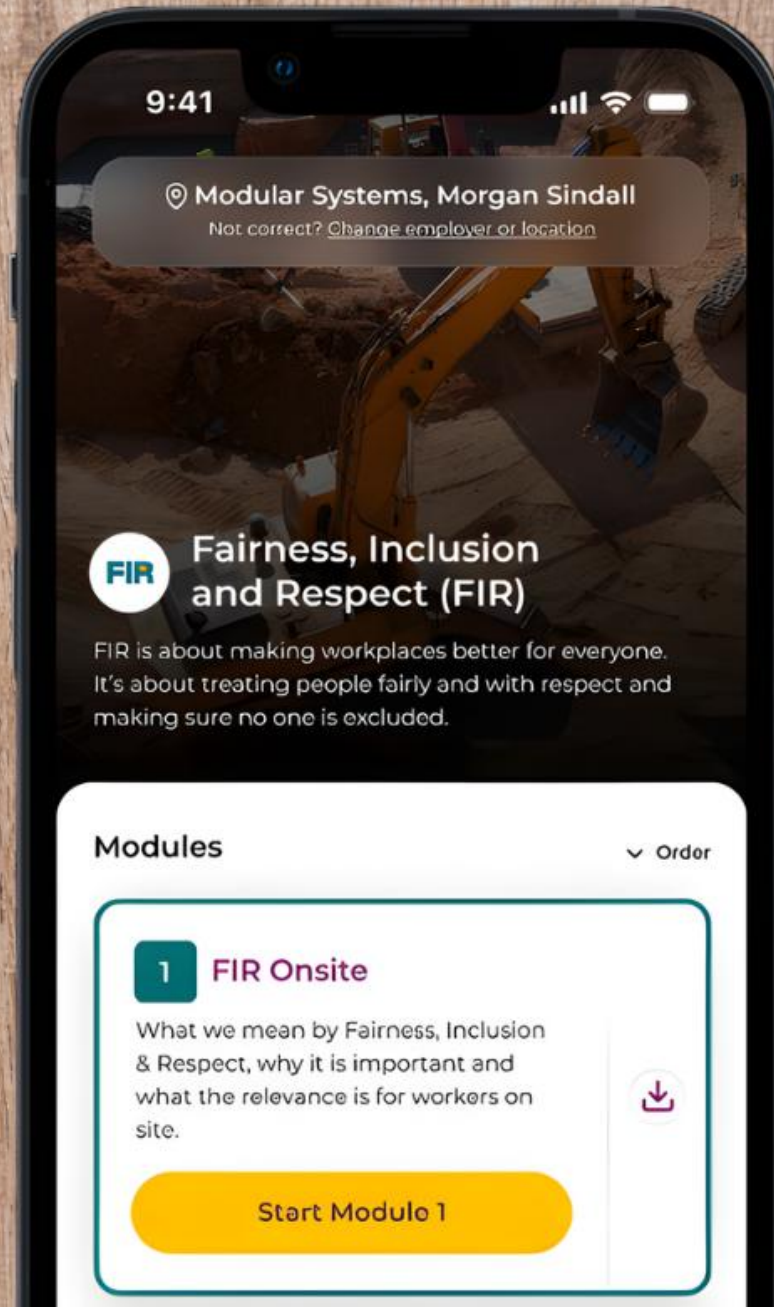 9:41
Modular Systems, Morgan Sindall
Not correct? Change employer or location
FIR
Fairness, Inclusion
and Respect (FIR)
FIR is about making workplaces better for everyone.
It's about treating people fairly and with respect and
making sure no one is excluded.
Modules
Order
1
FIR Onsite
What we mean by Fairness, Inclusion
& Respect, why it is important and
what the relevance is for workers on
site.
Start Module 1